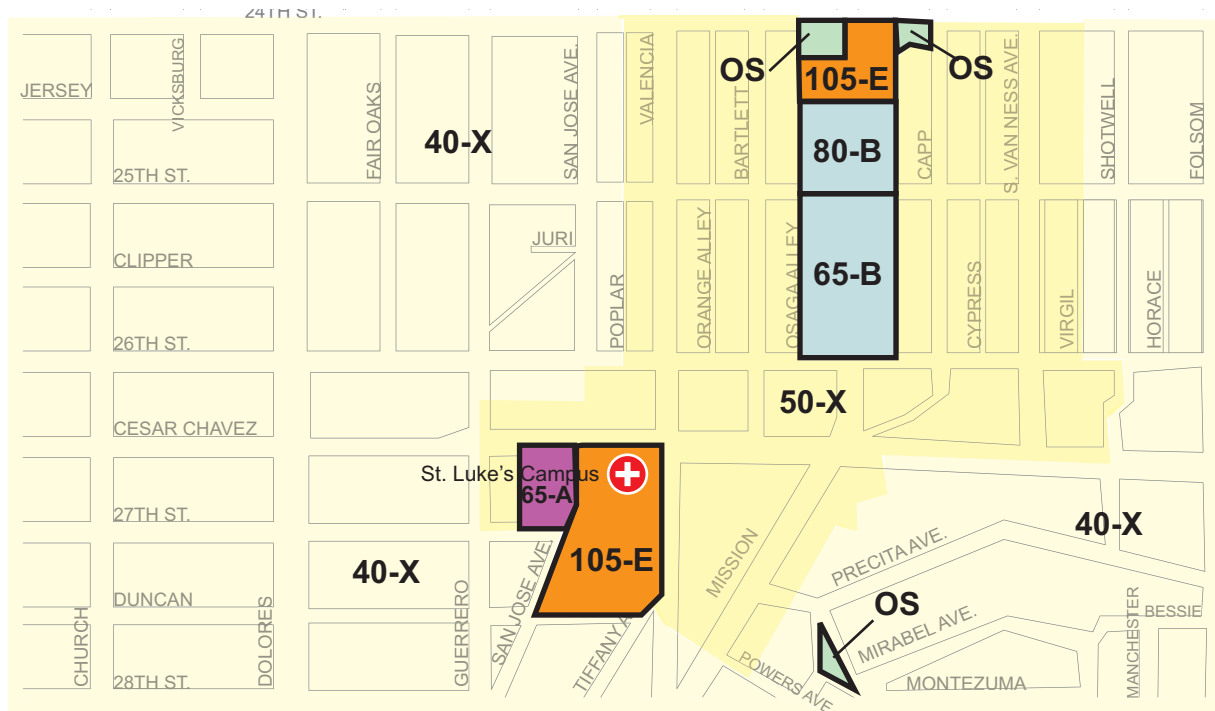 24TH ST.
JERSEY
VICKSBURG
FAIR OAKS
40-X
SAN JOSE AVE.
VALENCIA
BARTLETT
OS
105-E
OS
CAPP
S. VAN NESS AVE.
SHOTWELL
FOLSOM
80-B
25TH ST.
CLIPPER
JURI
POPLAR
ORANGE ALLEY
OSAGA ALLEY
65-B
CYPRESS
VIRGIL
HORACE
26TH ST.
CESAR CHAVEZ
50-X
St. Luke's Campus
65-A
27TH ST.
40-X
40-X
105-E
MISSION
PRECITA AVE.
DUNCAN
OS
CHURCH
DOLORES
GUERRERO
SAN JOSE AVE.
TIFFANY A
MIRABEL AVE.
MANCHESTER
BESSIE
28TH ST.
POWERS AVE
MONTEZUMA